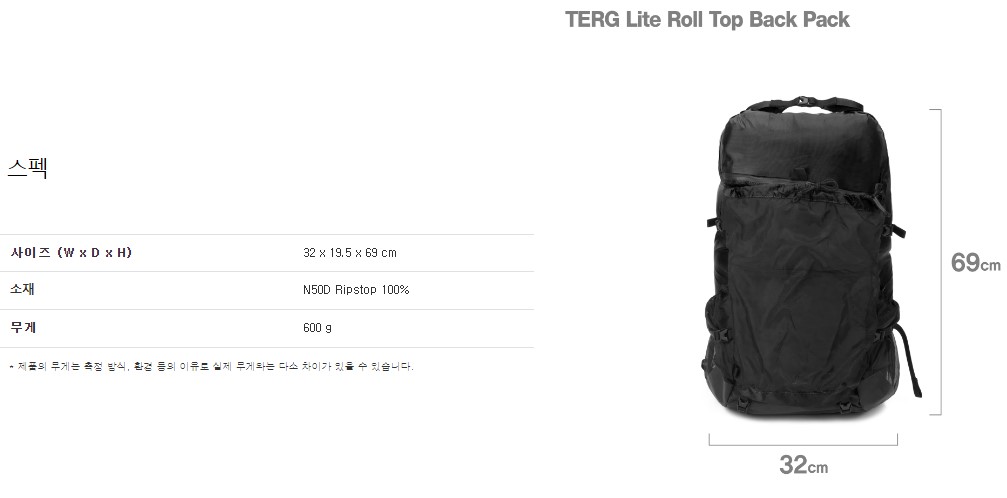 TERG Lite Roll Top Back Pack
스펙
사이즈 (W x D x H) 32 x 19.5 x 69 cm
소재 N50D Ripstop 100%
무게 600 g
* 제품의 무게는 측정 방식, 환경 등의 이유로 실제 무게와는 다소 차이가 있을 수 있습니다.
69cm
32cm